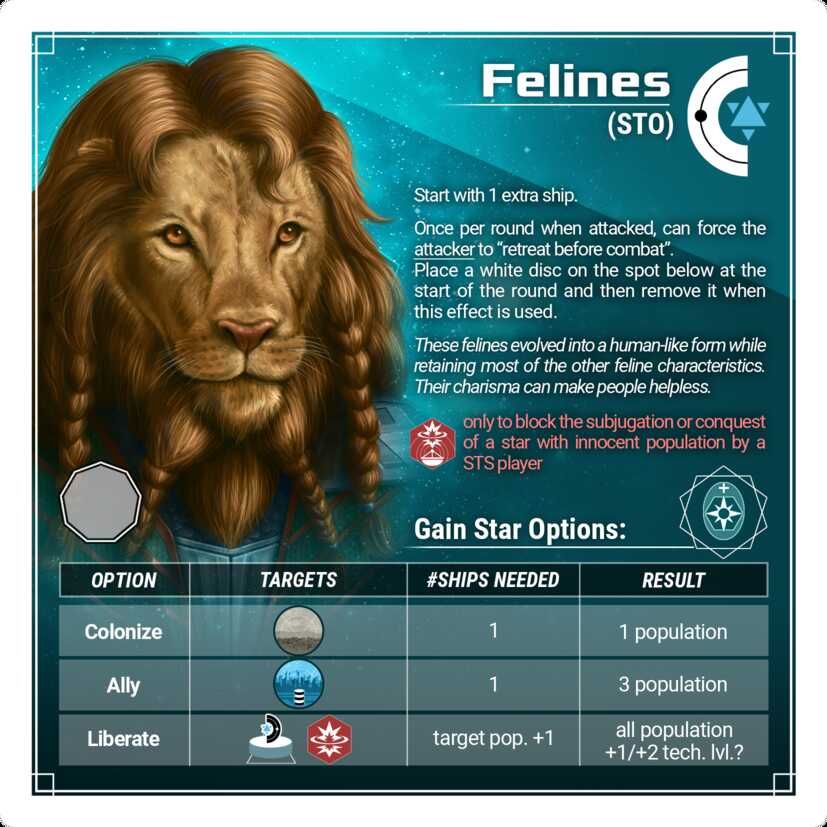 Felines
(STO)
Start with 1 extra ship.
Once per round when attacked, can force the
attacker to “retreat before combat”.
Place a white disc on the spot below at the
start of the round and then remove it when
this effect is used.
These felines evolved into a human-like form while
retaining most of the other feline characteristics.
Their charisma can make people helpless.
only to block the subjugation or conquest
of a star with innocent population by a
STS player
Gain Star Options:
OPTION TARGETS #SHIPS NEEDED RESULT
Colonize 1 1 population
Ally 1 3 population
Liberate target pop. +1 all population
+1/+2 tech. lvl.?